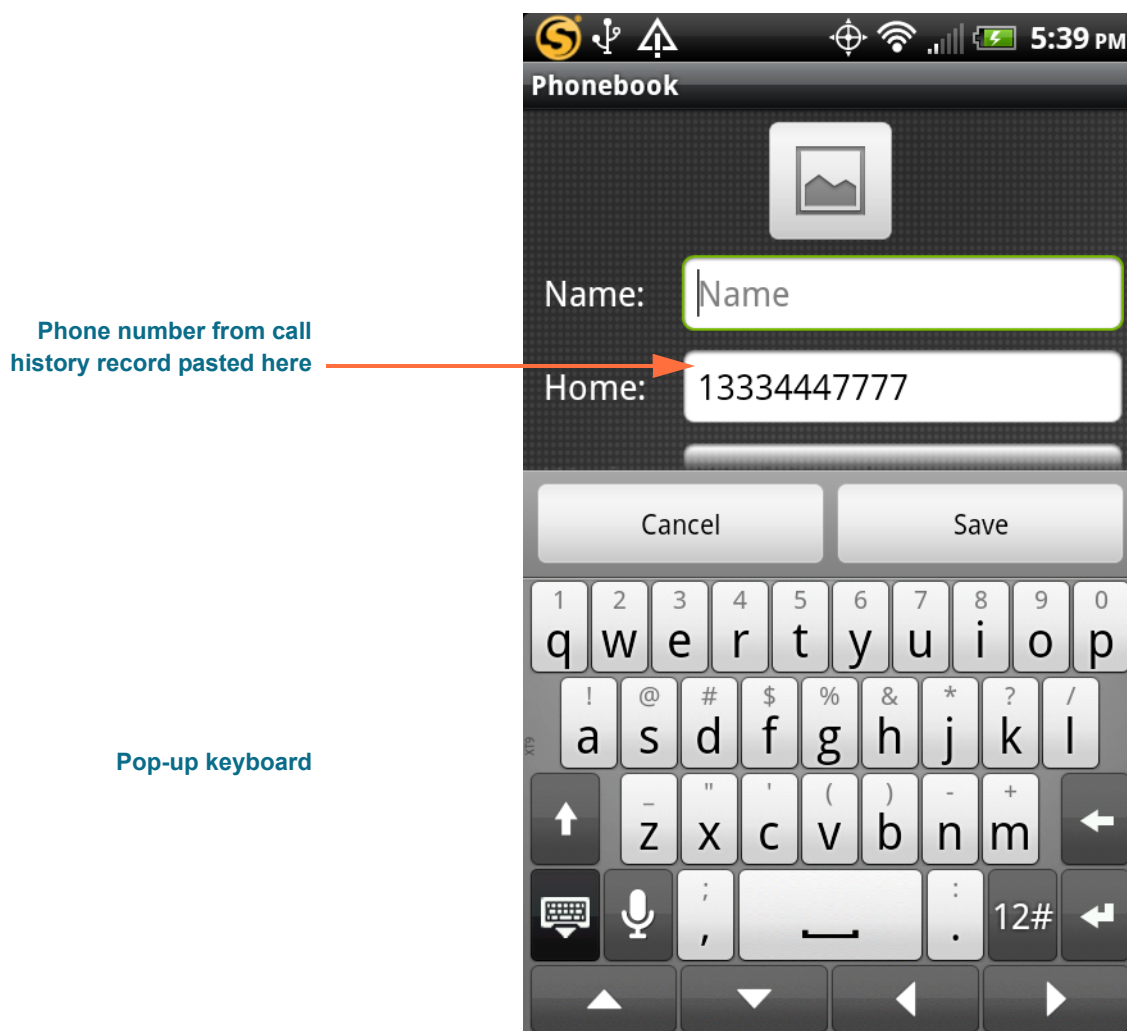 5:39 PM
Phonebook
Name: Name
Phone number from call
history record pasted here
Home: 13334447777
Cancel Save
1 2 3 4 5 6 7 8 9 0
q w e r t y u i o p
! @ # $ % & * ? /
a s d f g h j k l
XT9
Pop-up keyboard
_ " ' ( ) - +
z x c v b n m
; :
, . 12#